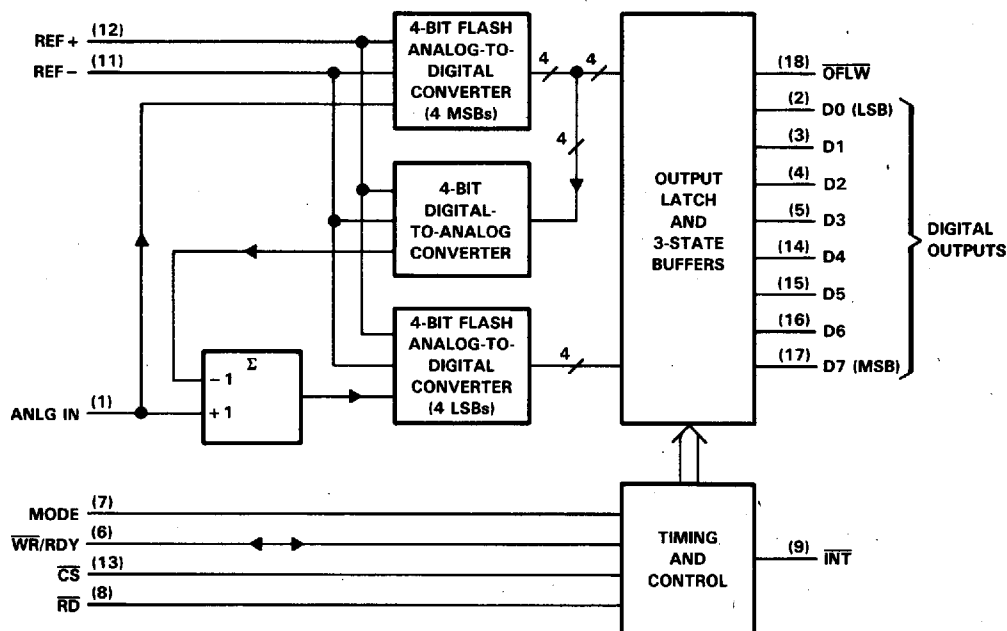 REF+ (12)
REF− (11)
4-BIT FLASH
ANALOG-TO-
DIGITAL
CONVERTER
(4 MSBs)
4
4
4
4-BIT
DIGITAL-
TO-ANALOG
CONVERTER
4-BIT FLASH
ANALOG-TO-
DIGITAL
CONVERTER
(4 LSBs)
4
Σ
−1
+1
ANLG IN (1)
OUTPUT
LATCH
AND
3-STATE
BUFFERS
(18) OFLW
(2) D0 (LSB)
(3) D1
(4) D2
(5) D3
(14) D4
(15) D5
(16) D6
(17) D7 (MSB)
DIGITAL
OUTPUTS
MODE (7)
WR/RDY (6)
CS (13)
RD (8)
TIMING
AND
CONTROL
(9) INT